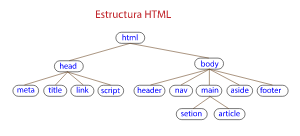 Estructura HTML
html
head body
meta title link script header nav main aside footer
setion article